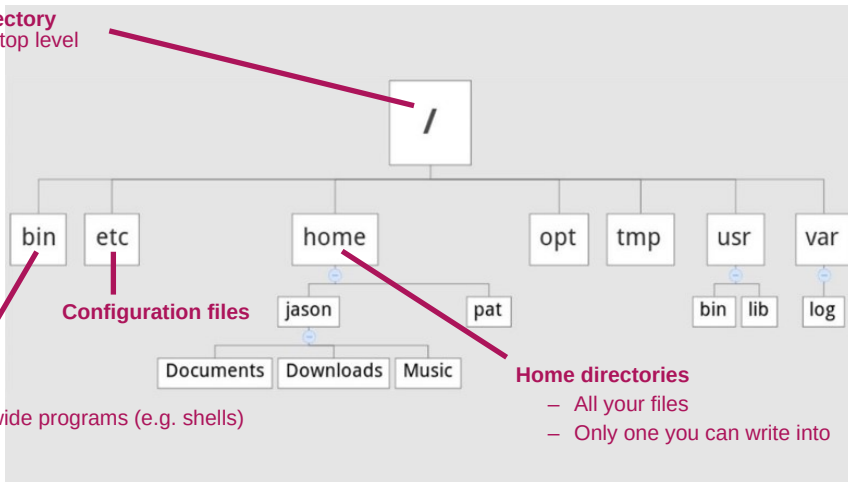 ectory
top level
/
bin
etc
home
opt
tmp
usr
var
Configuration files
jason
pat
bin
lib
log
Documents
Downloads
Music
Home directories
– All your files
– Only one you can write into
wide programs (e.g. shells)